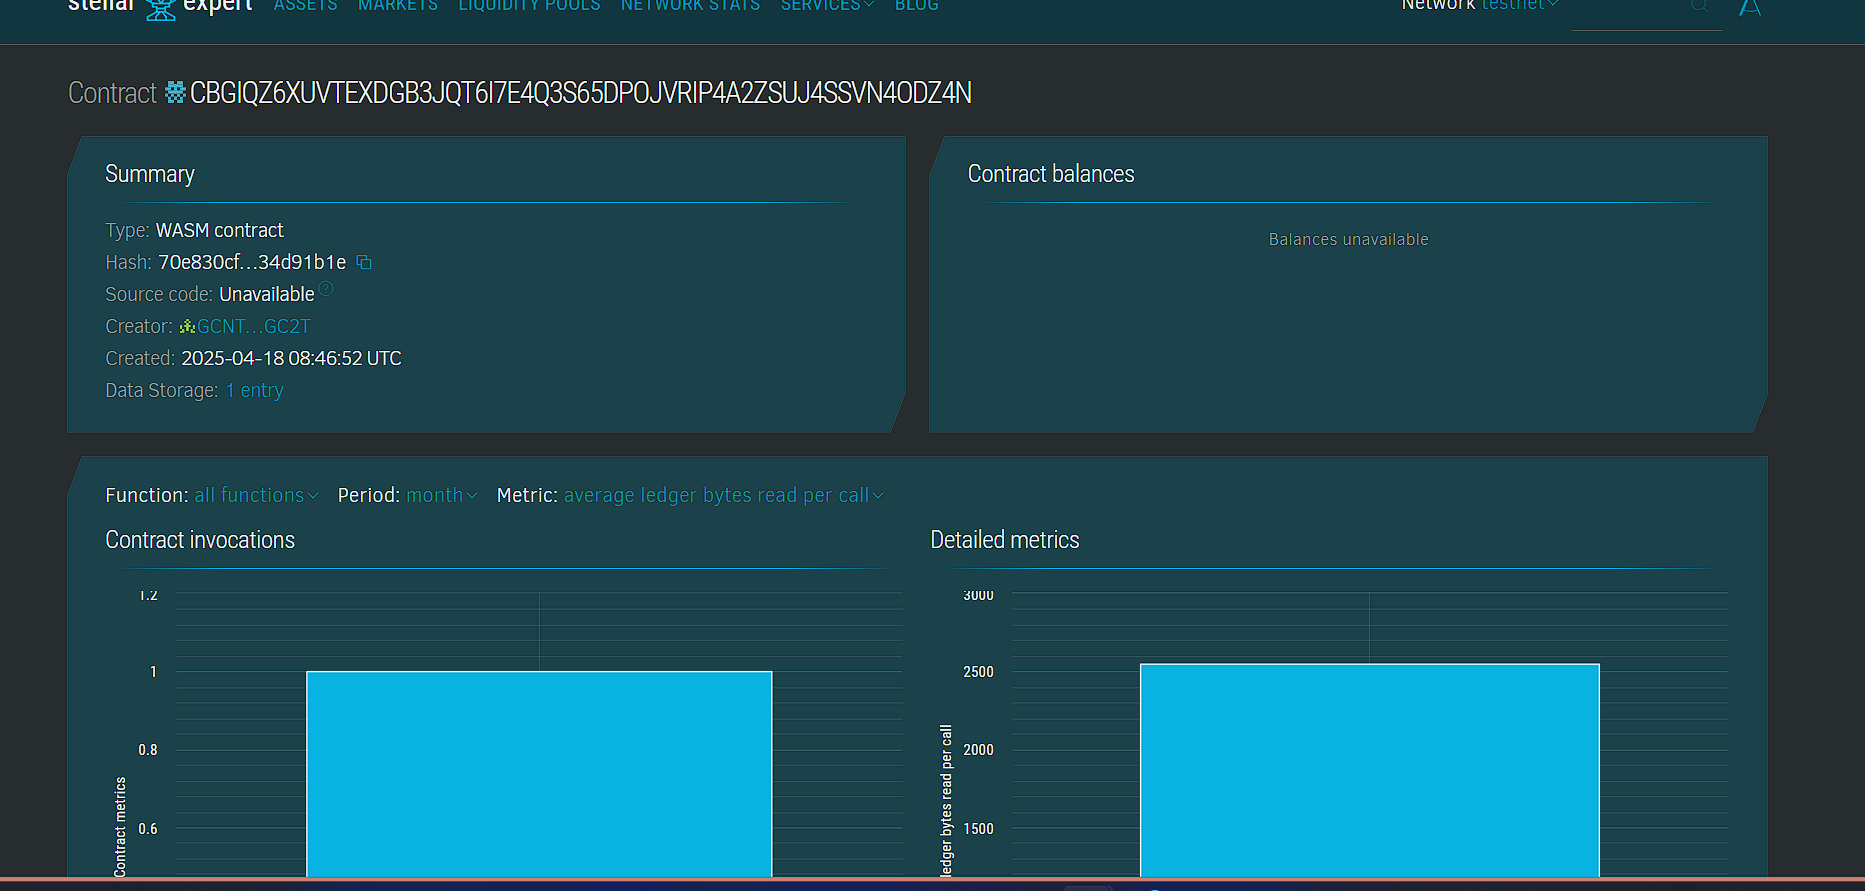 stellar expert ASSETS MARKETS LIQUIDITY POOLS NETWORK STATS SERVICES BLOG Network testnet
Contract CBGIQZ6XUVTEXDGB3JQT6I7E4Q3S65DPOJVRIP4A2ZSUJ4SSVN4ODZ4N
Summary
Type: WASM contract
Hash: 70e830cf...34d91b1e
Source code: Unavailable ?
Creator: GCNT...GC2T
Created: 2025-04-18 08:46:52 UTC
Data Storage: 1 entry
Contract balances
Balances unavailable
Function: all functions Period: month Metric: average ledger bytes read per call
Contract invocations
1.2
1
0.8
0.6
Contract metrics
Detailed metrics
3000
2500
2000
1500
ledger bytes read per call